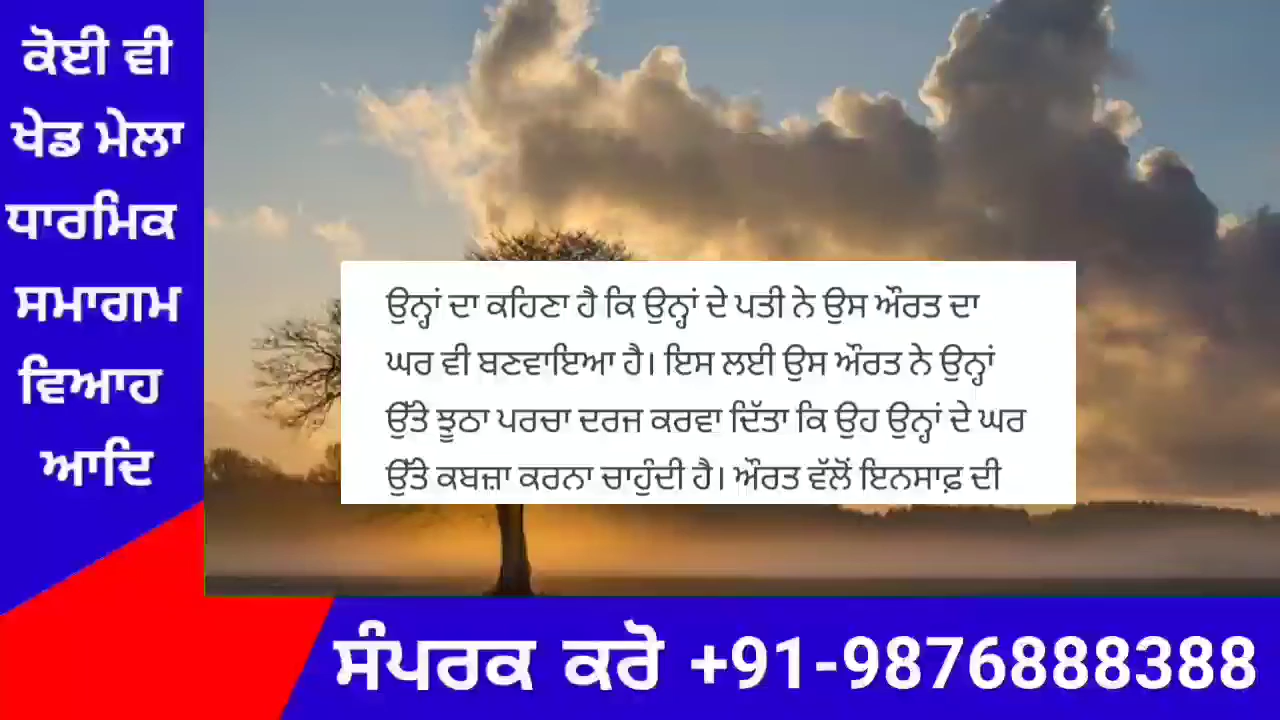 ਕੋਈ ਵੀ
ਖੇਡ ਮੇਲਾ
ਧਾਰਮਿਕ
ਸਮਾਗਮ
ਵਿਆਹ
ਆਦਿ
ਉਨ੍ਹਾਂ ਦਾ ਕਹਿਣਾ ਹੈ ਕਿ ਉਨ੍ਹਾਂ ਦੇ ਪਤੀ ਨੇ ਉਸ ਔਰਤ ਦਾ
ਘਰ ਵੀ ਬਣਵਾਇਆ ਹੈ। ਇਸ ਲਈ ਉਸ ਔਰਤ ਨੇ ਉਨ੍ਹਾਂ
ਉੱਤੇ ਝੂਠਾ ਪਰਚਾ ਦਰਜ ਕਰਵਾ ਦਿੱਤਾ ਕਿ ਉਹ ਉਨ੍ਹਾਂ ਦੇ ਘਰ
ਉੱਤੇ ਕਬਜ਼ਾ ਕਰਨਾ ਚਾਹੁੰਦੀ ਹੈ। ਔਰਤ ਵੱਲੋਂ ਇਨਸਾਫ਼ ਦੀ
ਸੰਪਰਕ ਕਰੋ +91-9876888388